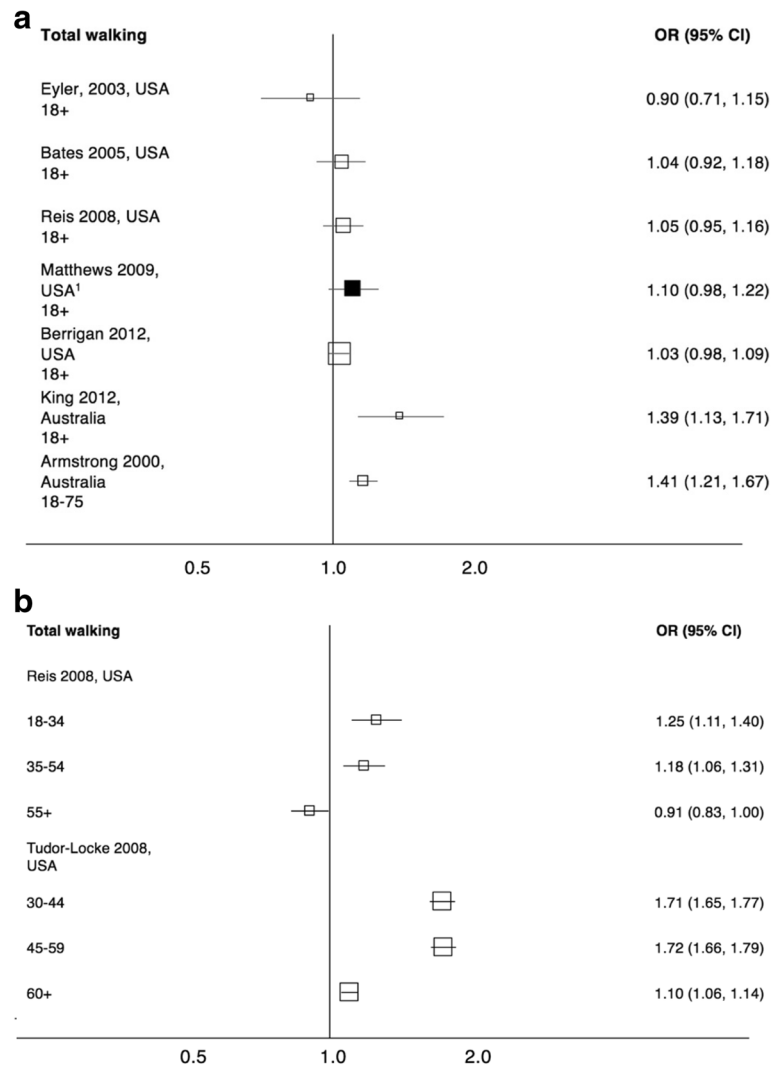 a
Total walking OR (95% CI)
Eyler, 2003, USA
18+
0.90 (0.71, 1.15)
Bates 2005, USA
18+
1.04 (0.92, 1.18)
Reis 2008, USA
18+
1.05 (0.95, 1.16)
Matthews 2009,
USA¹
18+
1.10 (0.98, 1.22)
Berrigan 2012,
USA
18+
1.03 (0.98, 1.09)
King 2012,
Australia
18+
1.39 (1.13, 1.71)
Armstrong 2000,
Australia
18-75
1.41 (1.21, 1.67)
0.5 1.0 2.0
b
Total walking OR (95% CI)
Reis 2008, USA
18-34 1.25 (1.11, 1.40)
35-54 1.18 (1.06, 1.31)
55+ 0.91 (0.83, 1.00)
Tudor-Locke 2008,
USA
30-44 1.71 (1.65, 1.77)
45-59 1.72 (1.66, 1.79)
60+ 1.10 (1.06, 1.14)
0.5 1.0 2.0